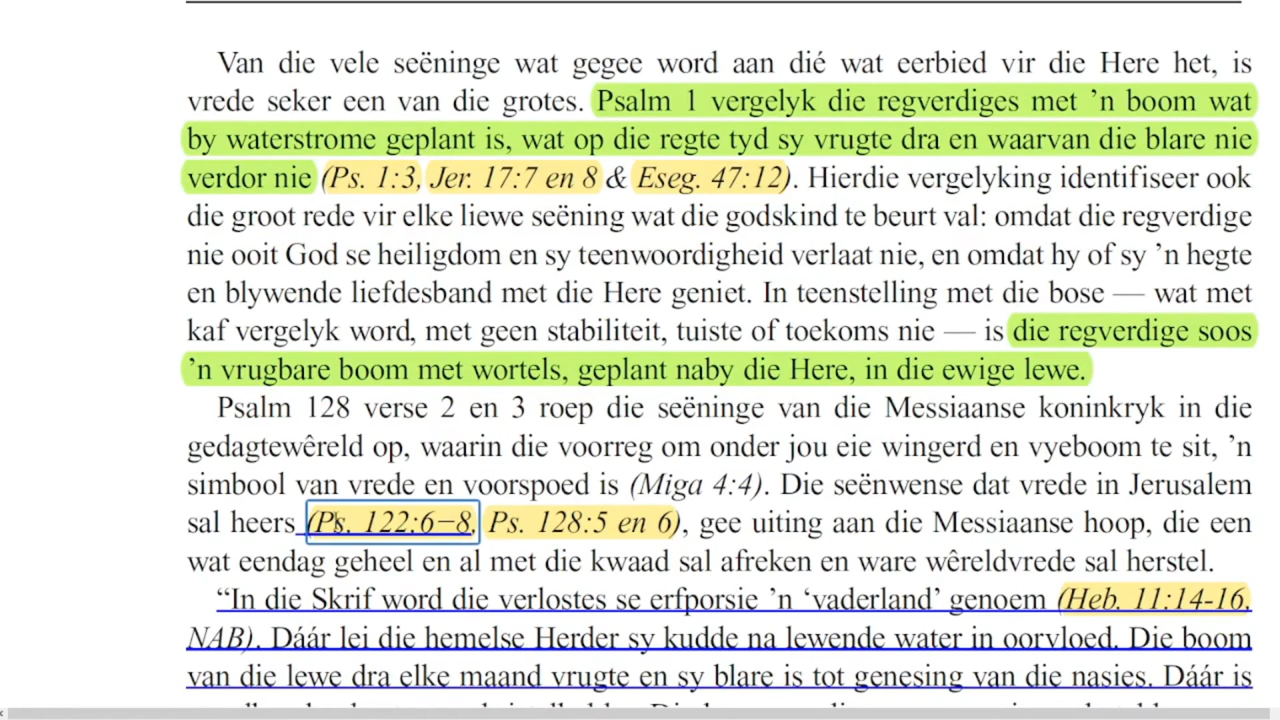 Van die vele seëninge wat gegee word aan dié wat eerbied vir die Here het, is
vrede seker een van die grotes. Psalm 1 vergelyk die regverdiges met ’n boom wat
by waterstrome geplant is, wat op die regte tyd sy vrugte dra en waarvan die blare nie
verdor nie (Ps. 1:3, Jer. 17:7 en 8 & Eseg. 47:12). Hierdie vergelyking identifiseer ook
die groot rede vir elke liewe seëning wat die godskind te beurt val: omdat die regverdige
nie ooit God se heiligdom en sy teenwoordigheid verlaat nie, en omdat hy of sy ’n hegte
en blywende liefdesband met die Here geniet. In teenstelling met die bose — wat met
kaf vergelyk word, met geen stabiliteit, tuiste of toekoms nie — is die regverdige soos
’n vrugbare boom met wortels, geplant naby die Here, in die ewige lewe.
Psalm 128 verse 2 en 3 roep die seëninge van die Messiaanse koninkryk in die
gedagtewêreld op, waarin die voorreg om onder jou eie wingerd en vyeboom te sit, ’n
simbool van vrede en voorspoed is (Miga 4:4). Die seënwense dat vrede in Jerusalem
sal heers (Ps. 122:6–8, Ps. 128:5 en 6), gee uiting aan die Messiaanse hoop, die een
wat eendag geheel en al met die kwaad sal afreken en ware wêreldvrede sal herstel.
“In die Skrif word die verlostes se erfporsie ’n ‘vaderland’ genoem (Heb. 11:14-16,
NAB). Dáár lei die hemelse Herder sy kudde na lewende water in oorvloed. Die boom
van die lewe dra elke maand vrugte en sy blare is tot genesing van die nasies. Dáár is